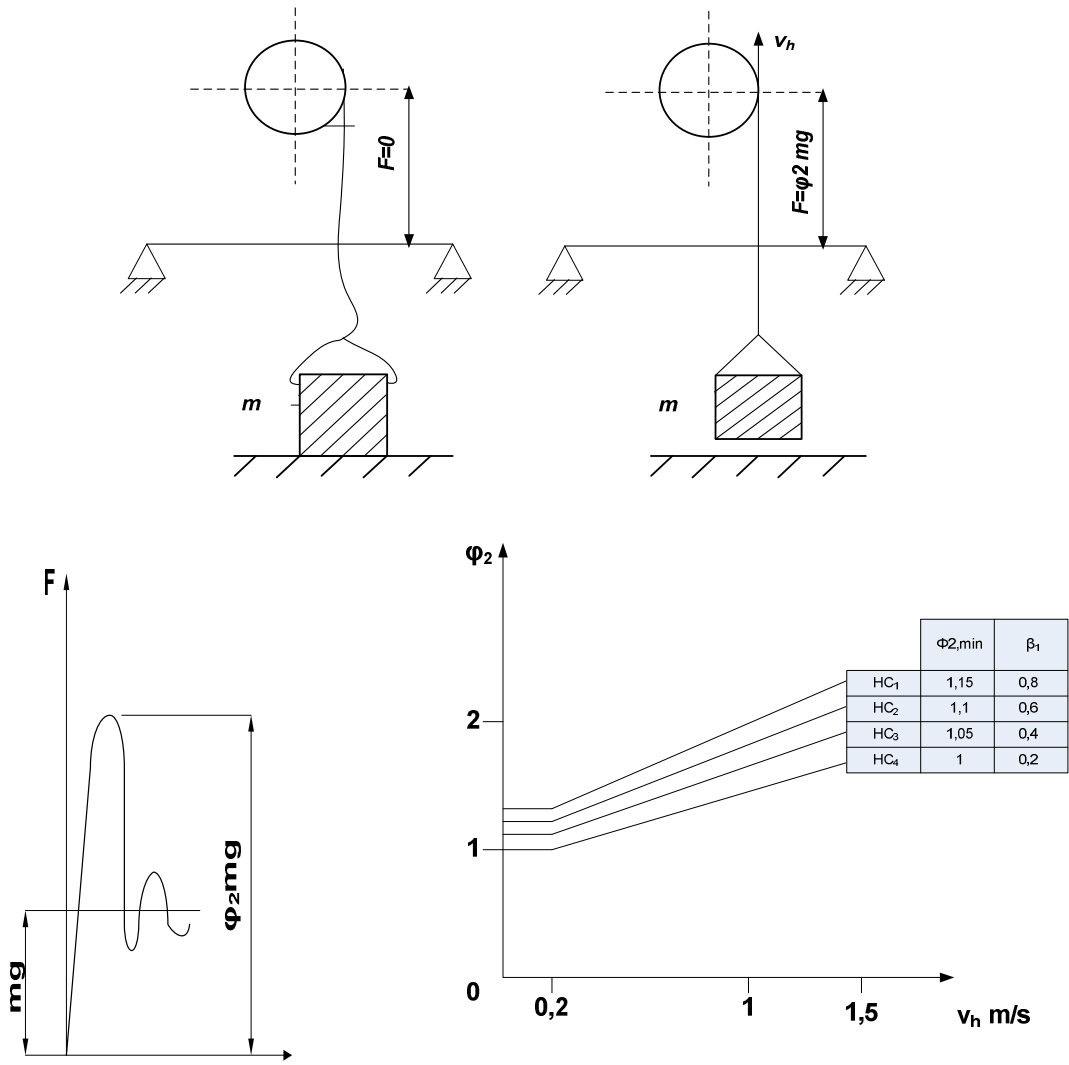 F=0
m
v_h
F=φ2 mg
m
F
mg
φ₂mg
φ₂
2
1
0
0,2
1
1,5
v_h m/s
Φ2,min β₁
HC₁ 1,15 0,8
HC₂ 1,1 0,6
HC₃ 1,05 0,4
HC₄ 1 0,2